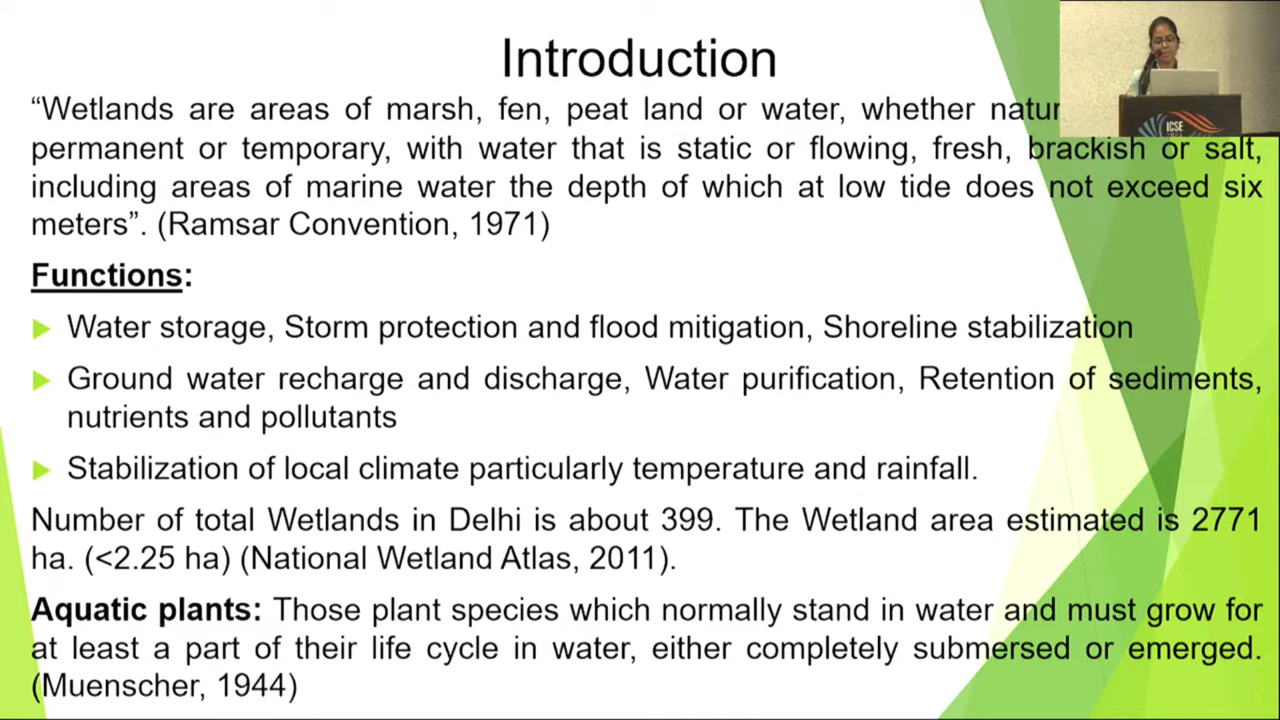 Introduction
“Wetlands are areas of marsh, fen, peat land or water, whether
permanent or temporary, with water that is static or flowing, fresh, brackish or salt,
including areas of marine water the depth of which at low tide does not exceed six
meters”. (Ramsar Convention, 1971)
Functions:
Water storage, Storm protection and flood mitigation, Shoreline stabilization
Ground water recharge and discharge, Water purification, Retention of sediments,
nutrients and pollutants
Stabilization of local climate particularly temperature and rainfall.
Number of total Wetlands in Delhi is about 399. The Wetland area estimated is 2771
ha. (<2.25 ha) (National Wetland Atlas, 2011).
Aquatic plants: Those plant species which normally stand in water and must grow for
at least a part of their life cycle in water, either completely submersed or emerged.
(Muenscher, 1944)
ICSE